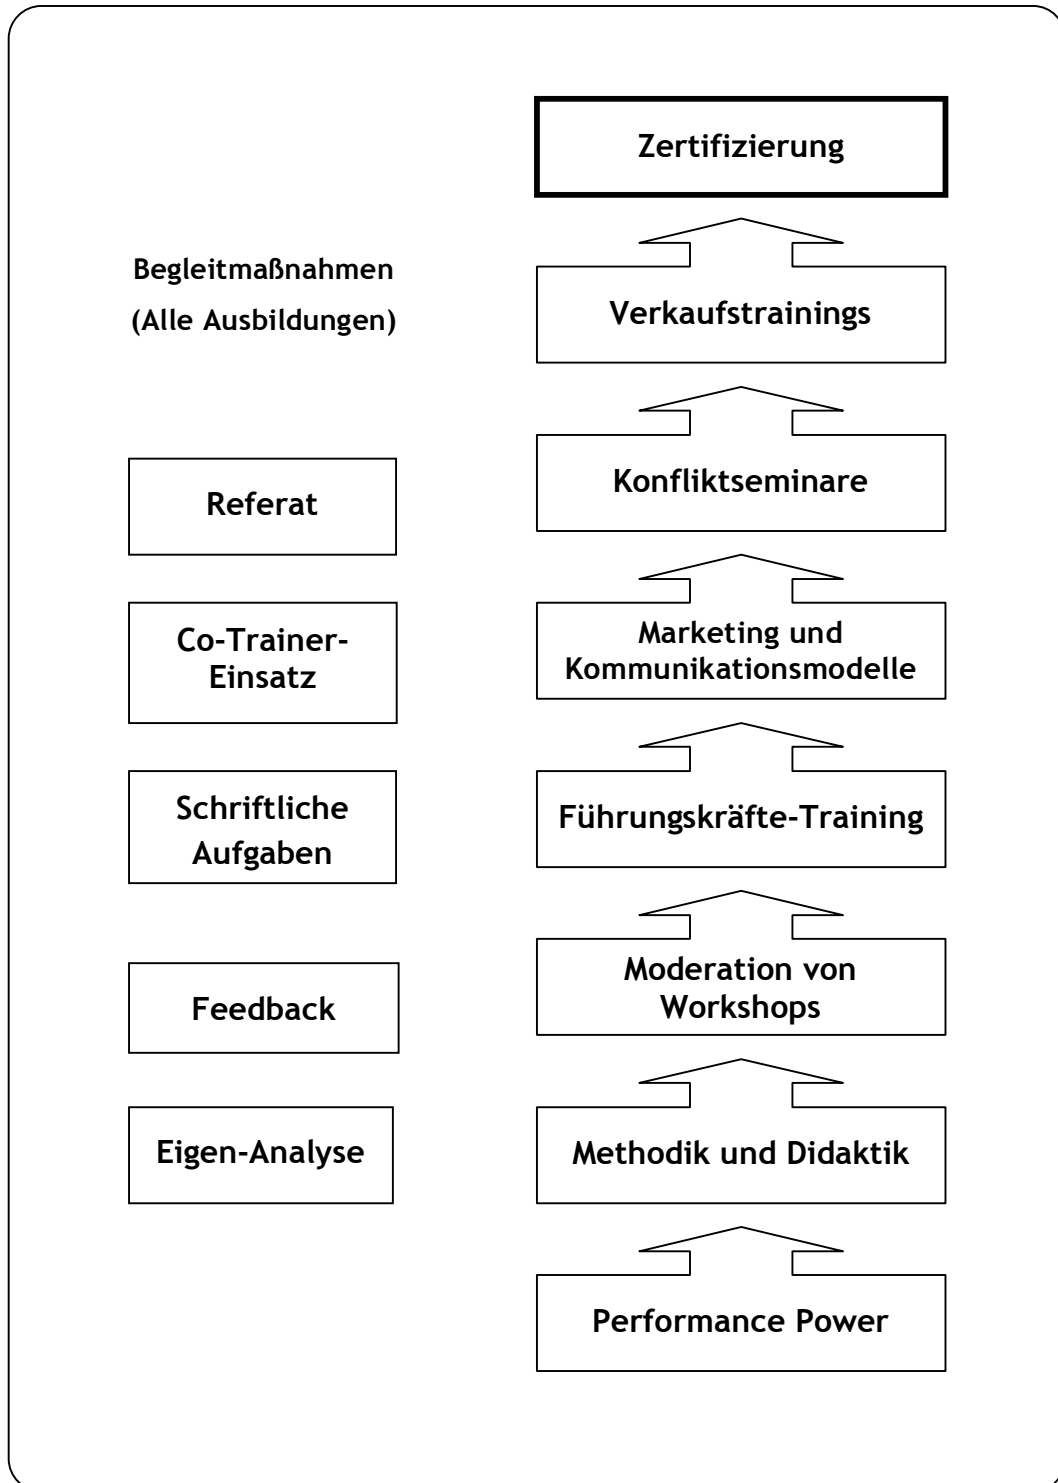 Zertifizierung
Begleitmaßnahmen
(Alle Ausbildungen)
Verkaufstrainings
Konfliktseminare
Referat
Marketing und
Kommunikationsmodelle
Co-Trainer-
Einsatz
Führungskräfte-Training
Schriftliche
Aufgaben
Moderation von
Workshops
Feedback
Methodik und Didaktik
Eigen-Analyse
Performance Power